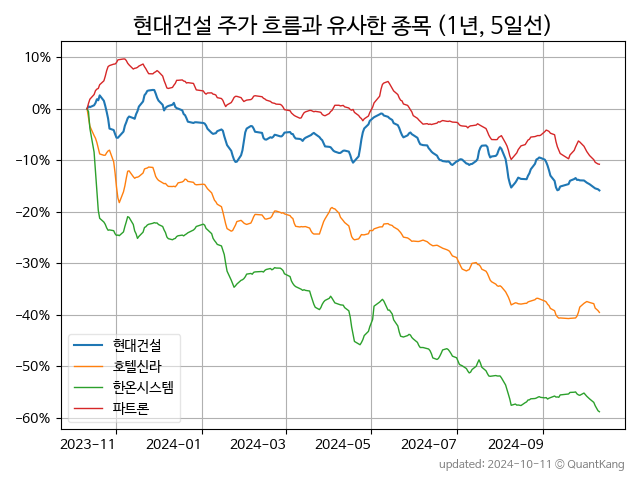 현대건설 주가 흐름과 유사한 종목 (1년, 5일선)
10%
0%
−10%
−20%
−30%
−40%
−50%
−60%
현대건설
호텔신라
한온시스템
파트론
2023-11
2024-01
2024-03
2024-05
2024-07
2024-09
updated: 2024-10-11 © QuantKang